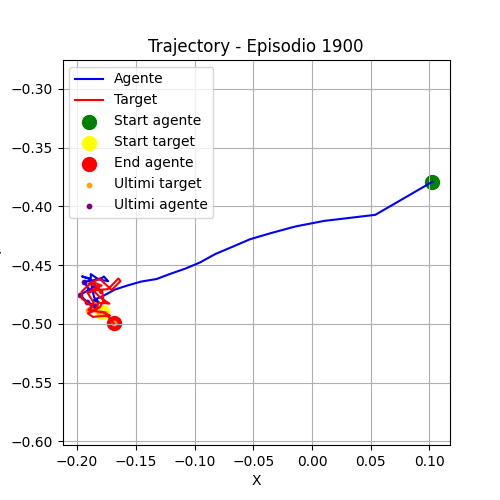 Trajectory - Episodio 1900
Agente
Target
Start agente
Start target
End agente
Ultimi target
Ultimi agente
−0.30
−0.35
−0.40
−0.45
−0.50
−0.55
−0.60
−0.20 −0.15 −0.10 −0.05 0.00 0.05 0.10
X